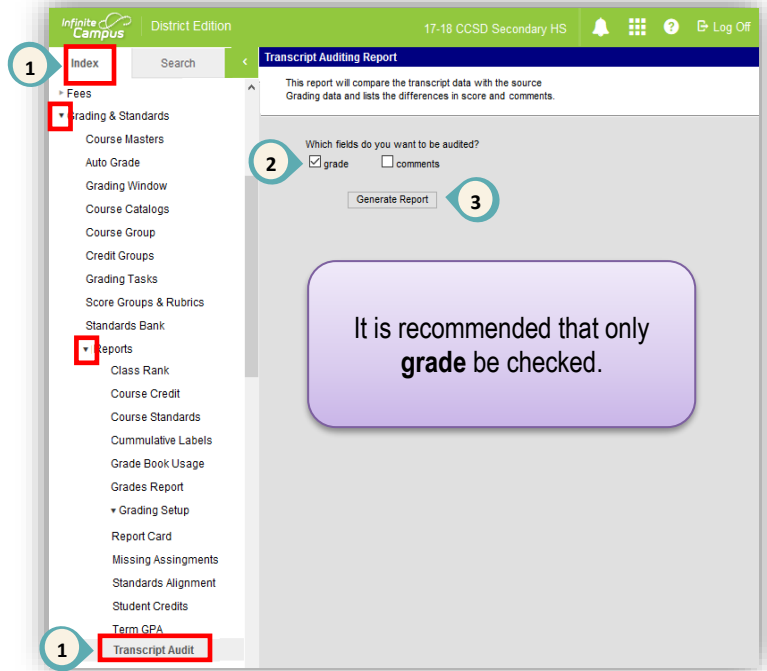 Infinite Campus District Edition 17-18 CCSD Secondary HS ? Log Off
1
Index Search
Fees
Grading & Standards
Course Masters
Auto Grade
Grading Window
Course Catalogs
Course Group
Credit Groups
Grading Tasks
Score Groups & Rubrics
Standards Bank
Reports
Class Rank
Course Credit
Course Standards
Cummulative Labels
Grade Book Usage
Grades Report
Grading Setup
Report Card
Missing Assingments
Standards Alignment
Student Credits
Term GPA
1
Transcript Audit
Transcript Auditing Report
This report will compare the transcript data with the source
Grading data and lists the differences in score and comments.
Which fields do you want to be audited?
2
grade comments
Generate Report
3
It is recommended that only
grade be checked.